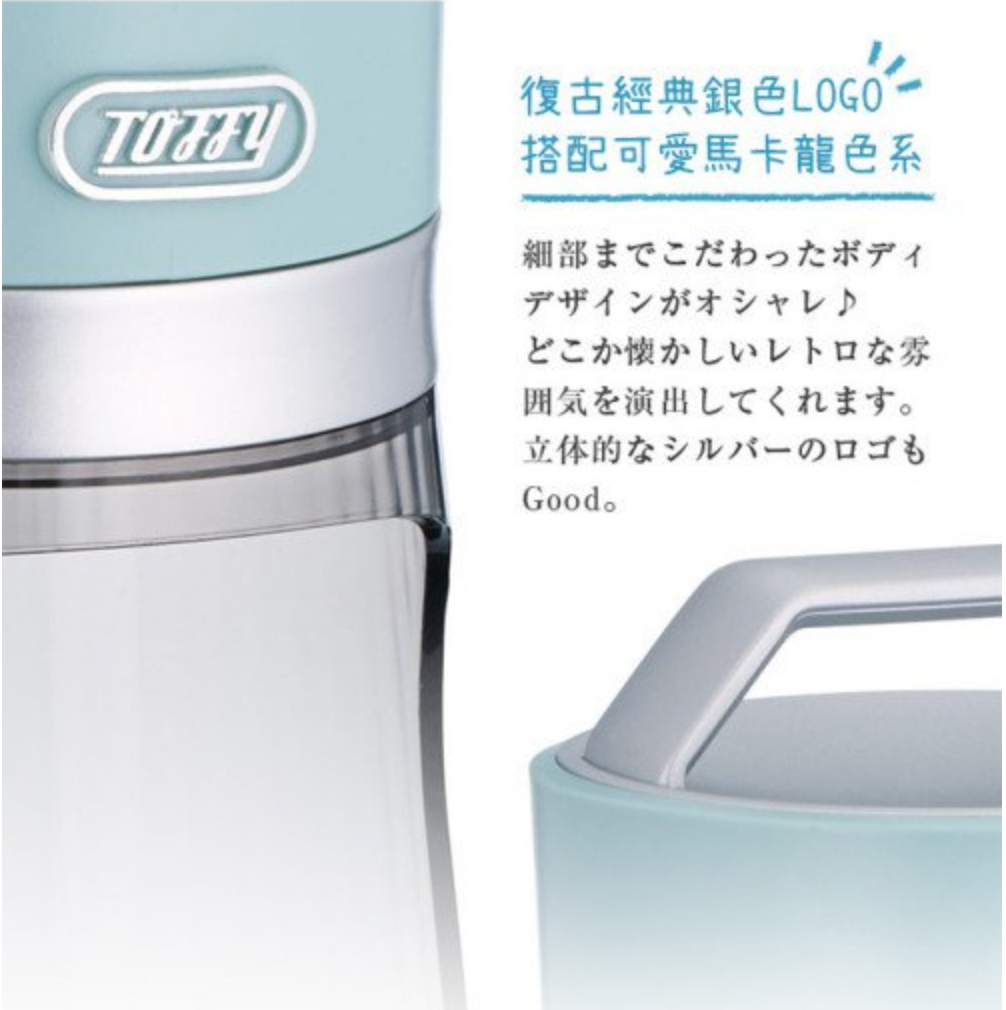 TOffY
復古經典銀色LOGO
搭配可愛馬卡龍色系
細部までこだわったボディ
デザインがオシャレ♪
どこか懐かしいレトロな雰
囲気を演出してくれます。
立体的なシルバーのロゴも
Good。